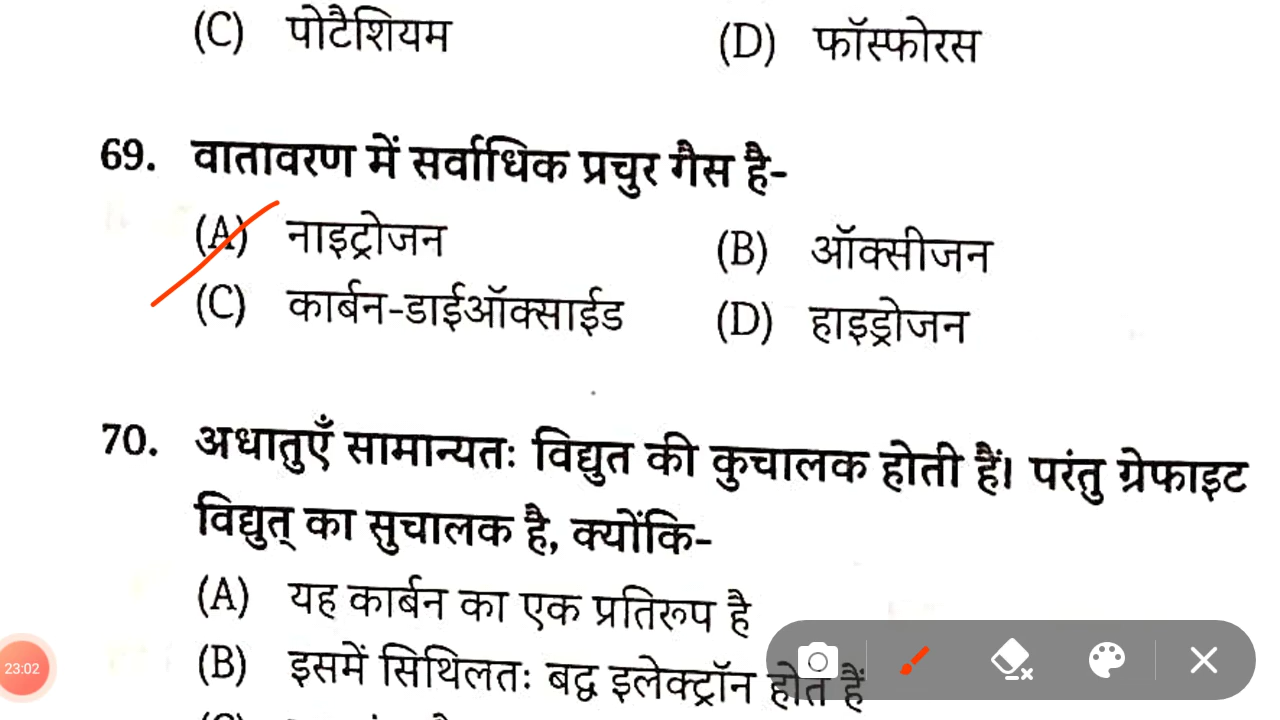 (C) पोटैशियम (D) फॉस्फोरस
69. वातावरण में सर्वाधिक प्रचुर गैस है-
(A) नाइट्रोजन (B) ऑक्सीजन
(C) कार्बन-डाईऑक्साईड (D) हाइड्रोजन
70. अधातुएँ सामान्यतः विद्युत की कुचालक होती हैं। परंतु ग्रेफाइट
विद्युत् का सुचालक है, क्योंकि-
(A) यह कार्बन का एक प्रतिरूप है
(B) इसमें सिथिलतः बद्ध इलेक्ट्रॉन होते हैं
23:02